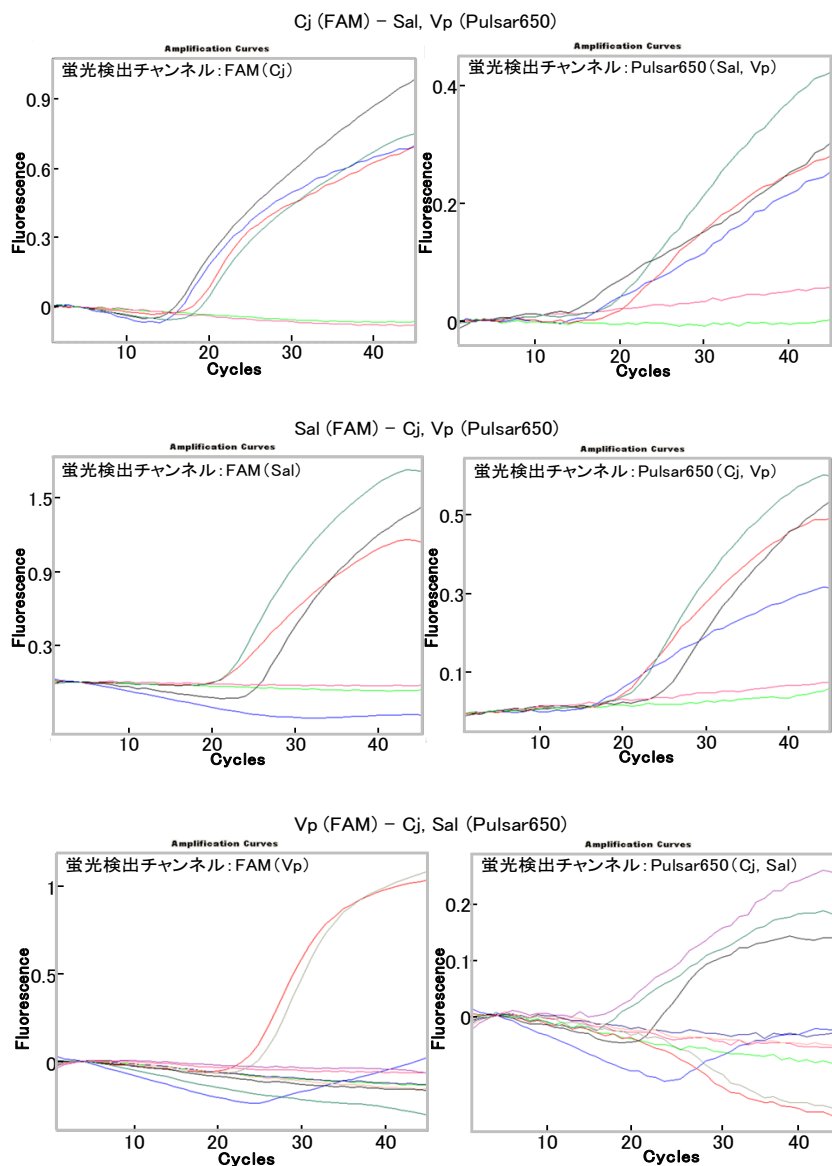 Cj (FAM) - Sal, Vp (Pulsar650)
Amplification Curves
蛍光検出チャンネル:FAM(Cj)
Fluorescence
0.9
0.6
0.3
0
10 20 30 40
Cycles
Amplification Curves
蛍光検出チャンネル:Pulsar650(Sal, Vp)
Fluorescence
0.4
0.2
0
10 20 30 40
Cycles
Sal (FAM) - Cj, Vp (Pulsar650)
Amplification Curves
蛍光検出チャンネル:FAM(Sal)
Fluorescence
1.5
0.9
0.3
10 20 30 40
Cycles
Amplification Curves
蛍光検出チャンネル:Pulsar650(Cj, Vp)
Fluorescence
0.5
0.3
0.1
10 20 30 40
Cycles
Vp (FAM) - Cj, Sal (Pulsar650)
Amplification Curves
蛍光検出チャンネル:FAM(Vp)
Fluorescence
1
0.5
0
10 20 30 40
Cycles
Amplification Curves
蛍光検出チャンネル:Pulsar650(Cj, Sal)
Fluorescence
0.2
0.1
0
10 20 30 40
Cycles